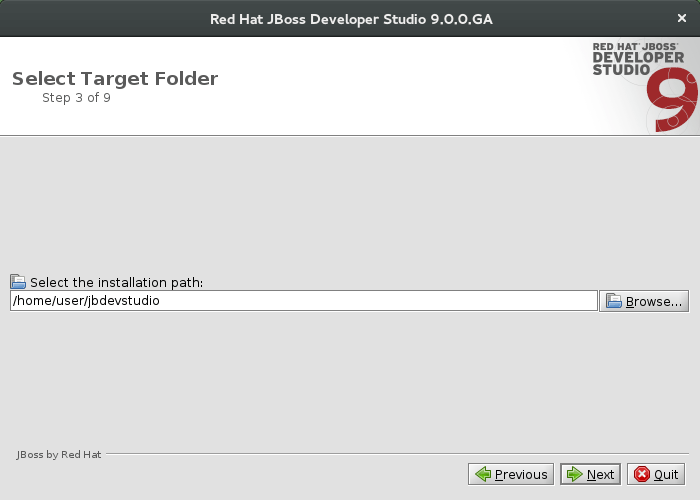 Red Hat JBoss Developer Studio 9.0.0.GA
RED HAT® JBOSS®
DEVELOPER
STUDIO
9
Select Target Folder
Step 3 of 9
Select the installation path:
/home/user/jbdevstudio
Browse...
JBoss by Red Hat
Previous
Next
Quit